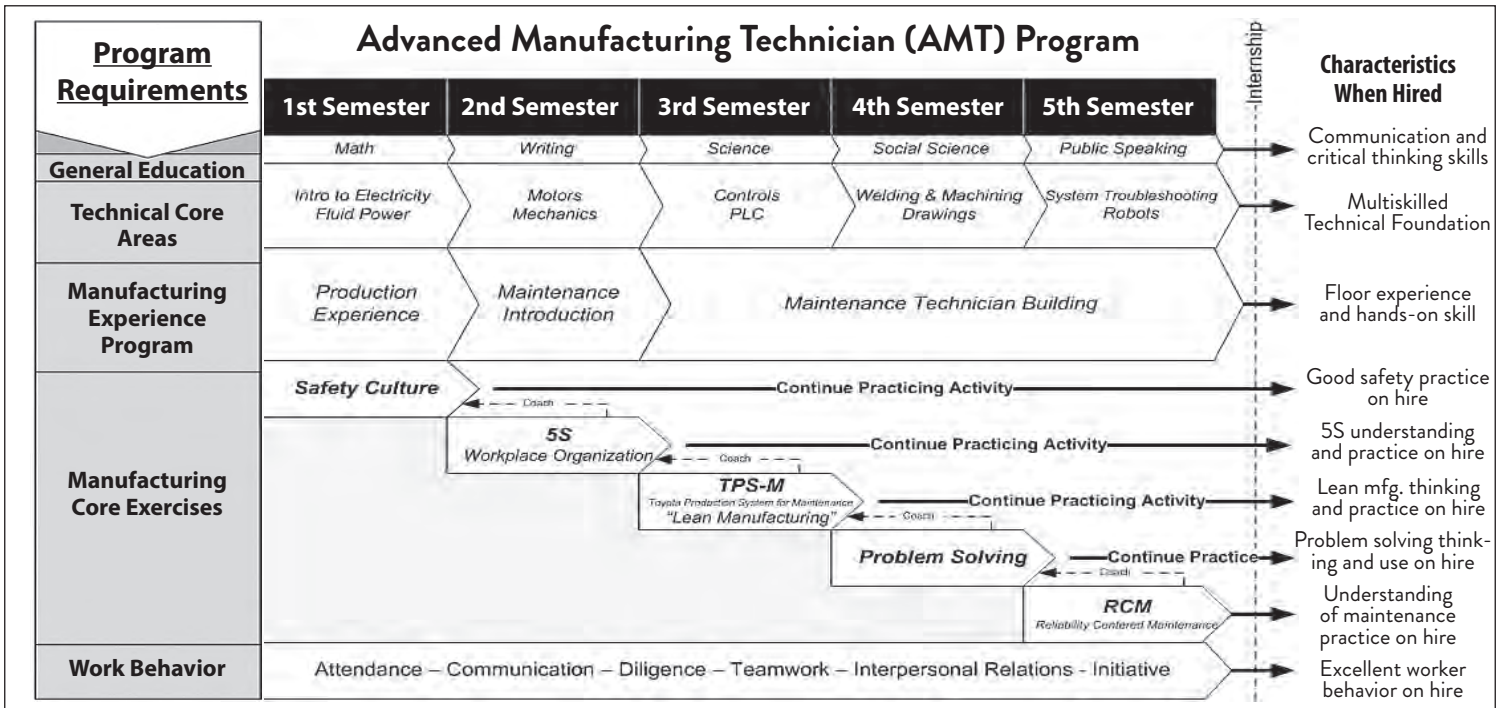 Advanced Manufacturing Technician (AMT) Program
Program
Requirements
1st Semester
2nd Semester
3rd Semester
4th Semester
5th Semester
Internship
Characteristics
When Hired
General Education
Math
Writing
Science
Social Science
Public Speaking
Communication and
critical thinking skills
Technical Core
Areas
Intro to Electricity
Fluid Power
Motors
Mechanics
Controls
PLC
Welding & Machining
Drawings
System Troubleshooting
Robots
Multiskilled
Technical Foundation
Manufacturing
Experience
Program
Production
Experience
Maintenance
Introduction
Maintenance Technician Building
Floor experience
and hands-on skill
Manufacturing
Core Exercises
Safety Culture
Continue Practicing Activity
Good safety practice
on hire
Coach
5S
Workplace Organization
Continue Practicing Activity
5S understanding
and practice on hire
Coach
TPS-M
Toyota Production System for Maintenance
"Lean Manufacturing"
Continue Practicing Activity
Lean mfg. thinking
and practice on hire
Coach
Problem Solving
Continue Practice
Problem solving think-
ing and use on hire
Coach
RCM
Reliability Centered Maintenance
Understanding
of maintenance
practice on hire
Work Behavior
Attendance – Communication – Diligence – Teamwork – Interpersonal Relations - Initiative
Excellent worker
behavior on hire